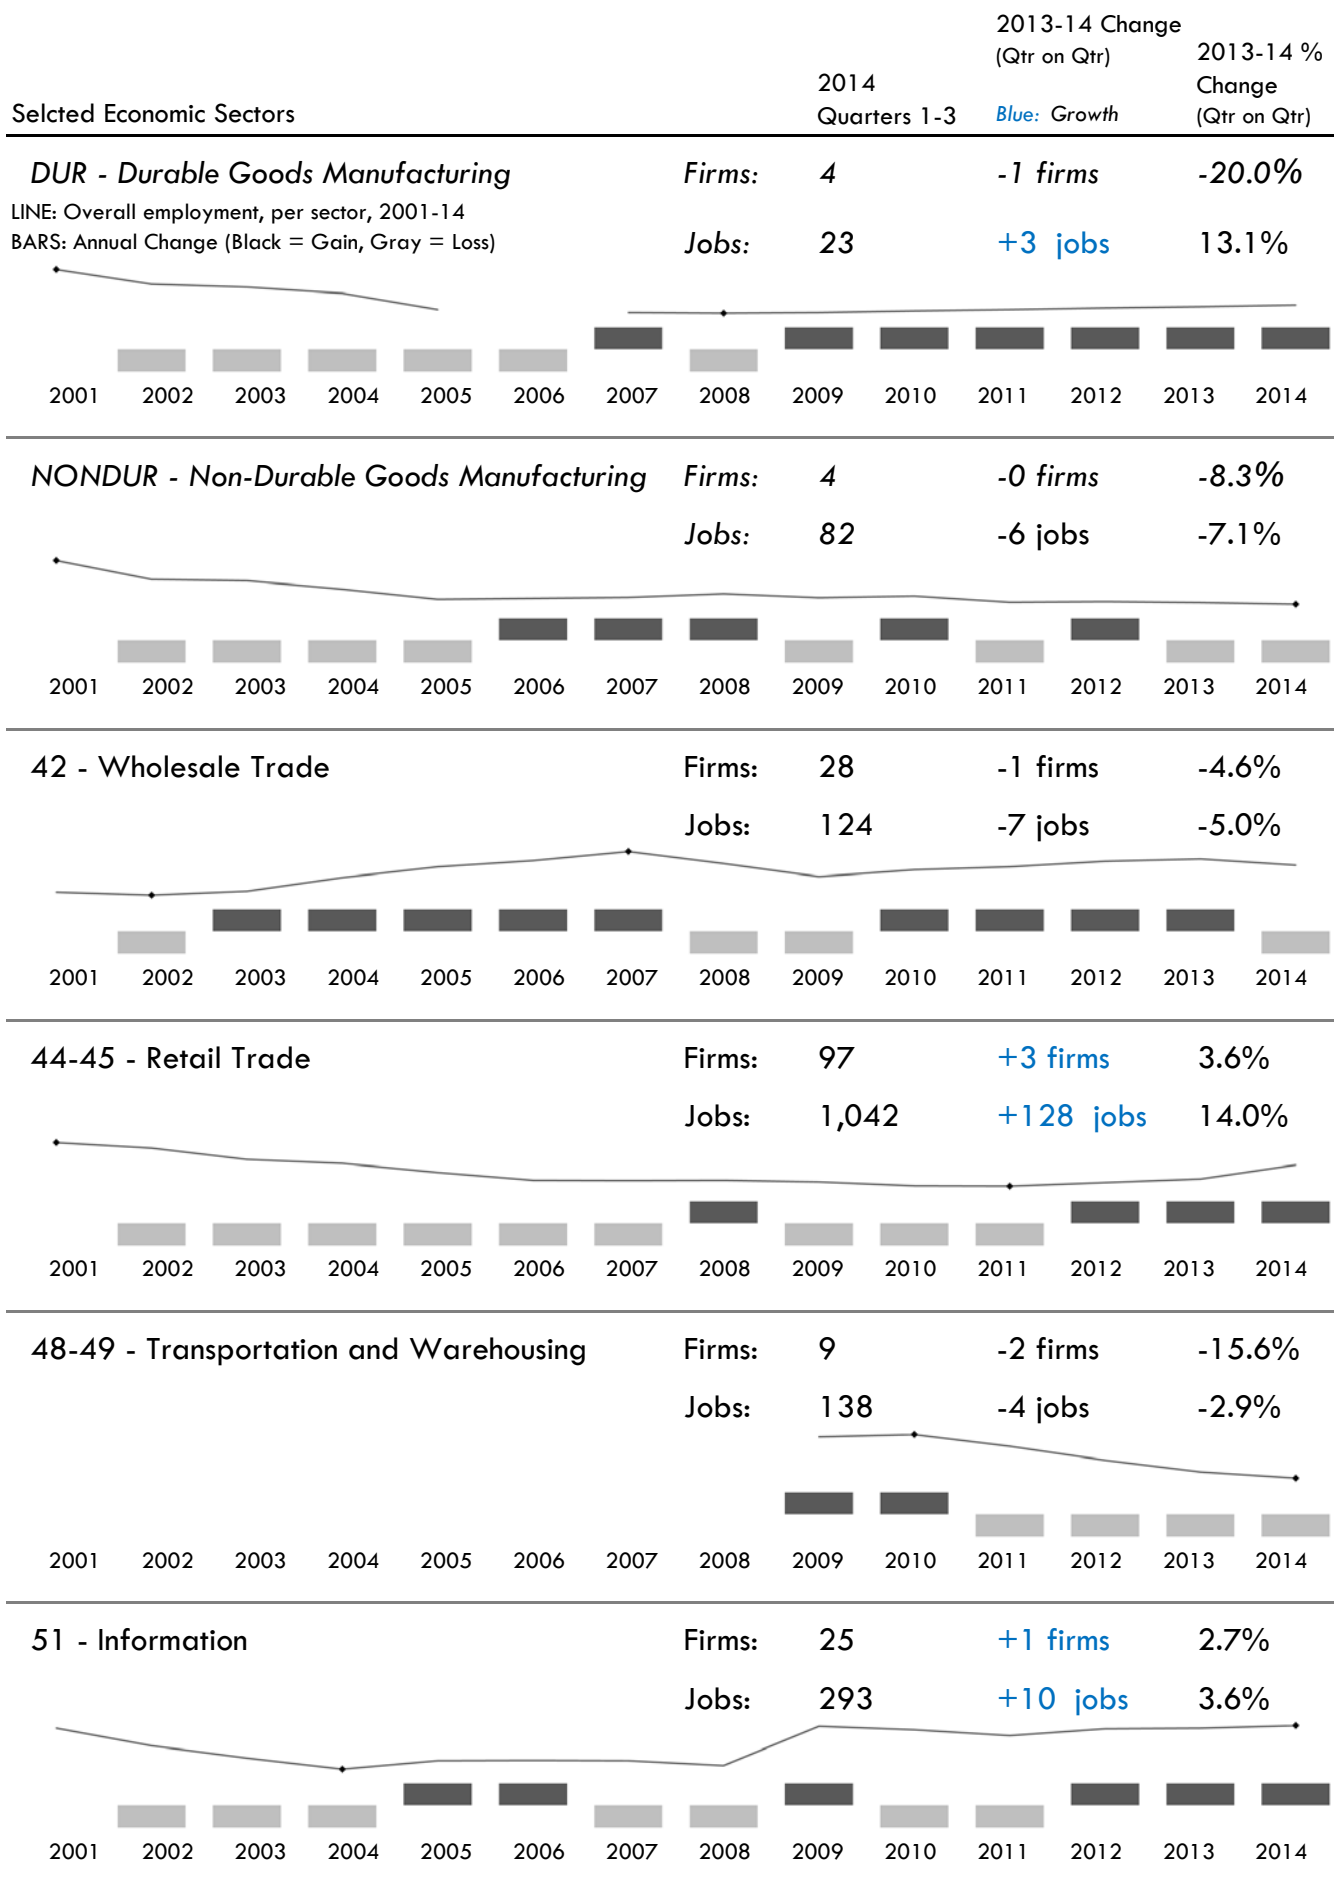 2013-14 Change
(Qtr on Qtr)
2013-14 %
Change
(Qtr on Qtr)
2014
Quarters 1-3
Blue: Growth
Selcted Economic Sectors
DUR - Durable Goods Manufacturing Firms: 4 -1 firms -20.0%
LINE: Overall employment, per sector, 2001-14
BARS: Annual Change (Black = Gain, Gray = Loss) Jobs: 23 +3 jobs 13.1%
2001 2002 2003 2004 2005 2006 2007 2008 2009 2010 2011 2012 2013 2014
NONDUR - Non-Durable Goods Manufacturing Firms: 4 -0 firms -8.3%
Jobs: 82 -6 jobs -7.1%
2001 2002 2003 2004 2005 2006 2007 2008 2009 2010 2011 2012 2013 2014
42 - Wholesale Trade Firms: 28 -1 firms -4.6%
Jobs: 124 -7 jobs -5.0%
2001 2002 2003 2004 2005 2006 2007 2008 2009 2010 2011 2012 2013 2014
44-45 - Retail Trade Firms: 97 +3 firms 3.6%
Jobs: 1,042 +128 jobs 14.0%
2001 2002 2003 2004 2005 2006 2007 2008 2009 2010 2011 2012 2013 2014
48-49 - Transportation and Warehousing Firms: 9 -2 firms -15.6%
Jobs: 138 -4 jobs -2.9%
2001 2002 2003 2004 2005 2006 2007 2008 2009 2010 2011 2012 2013 2014
51 - Information Firms: 25 +1 firms 2.7%
Jobs: 293 +10 jobs 3.6%
2001 2002 2003 2004 2005 2006 2007 2008 2009 2010 2011 2012 2013 2014